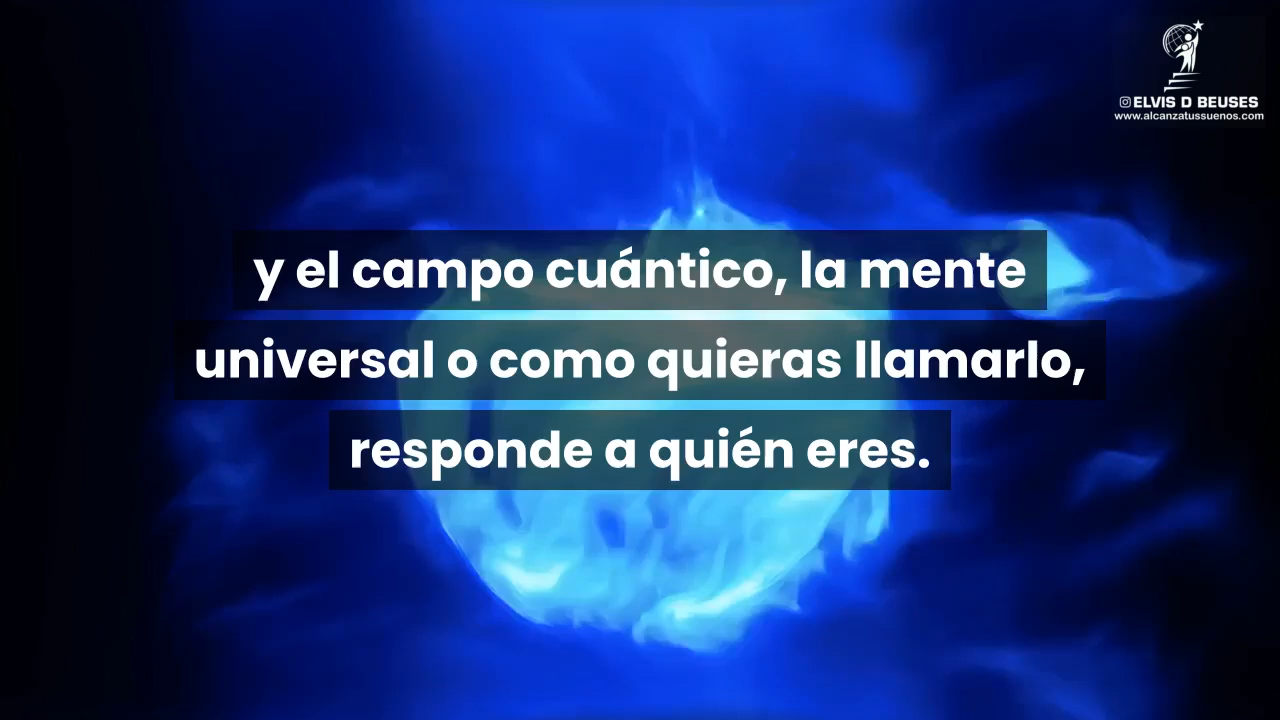 ELVIS D BEUSES
www.alcanzatussuenos.com
y el campo cuántico, la mente
universal o como quieras llamarlo,
responde a quién eres.